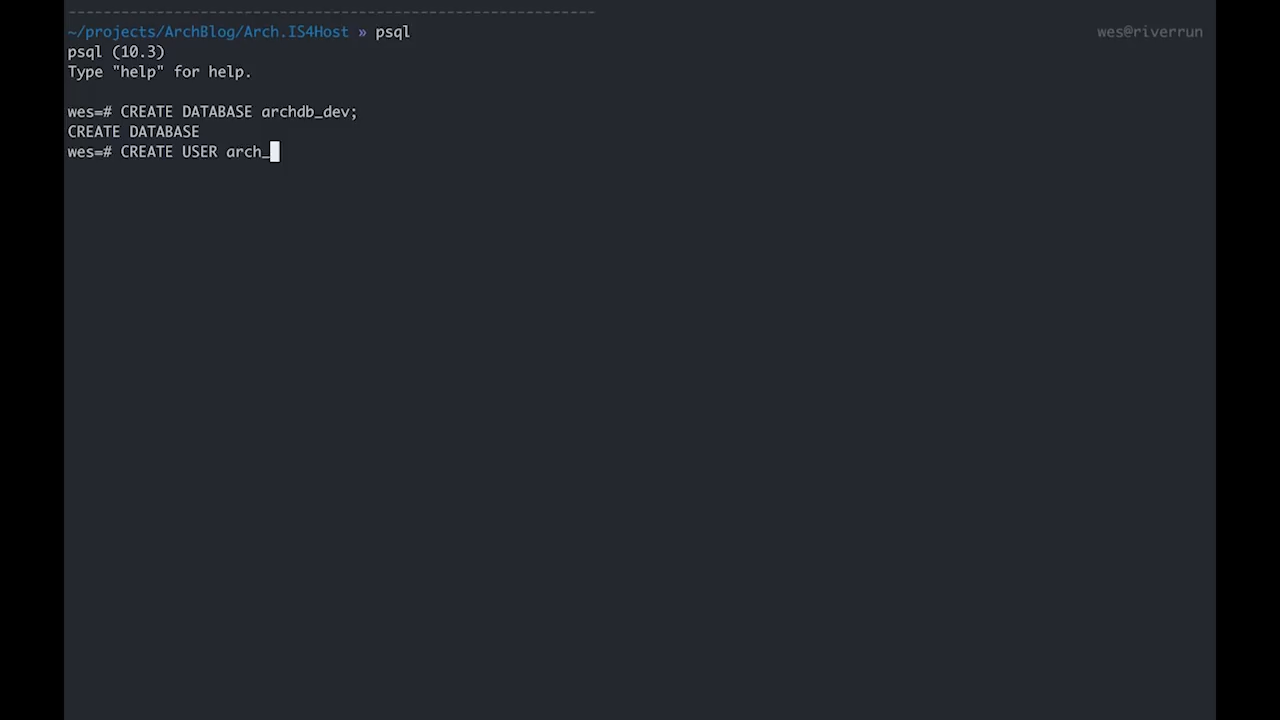 ~/projects/ArchBlog/Arch.IS4Host » psql wes@riverrun
psql (10.3)
Type "help" for help.
wes=# CREATE DATABASE archdb_dev;
CREATE DATABASE
wes=# CREATE USER arch_